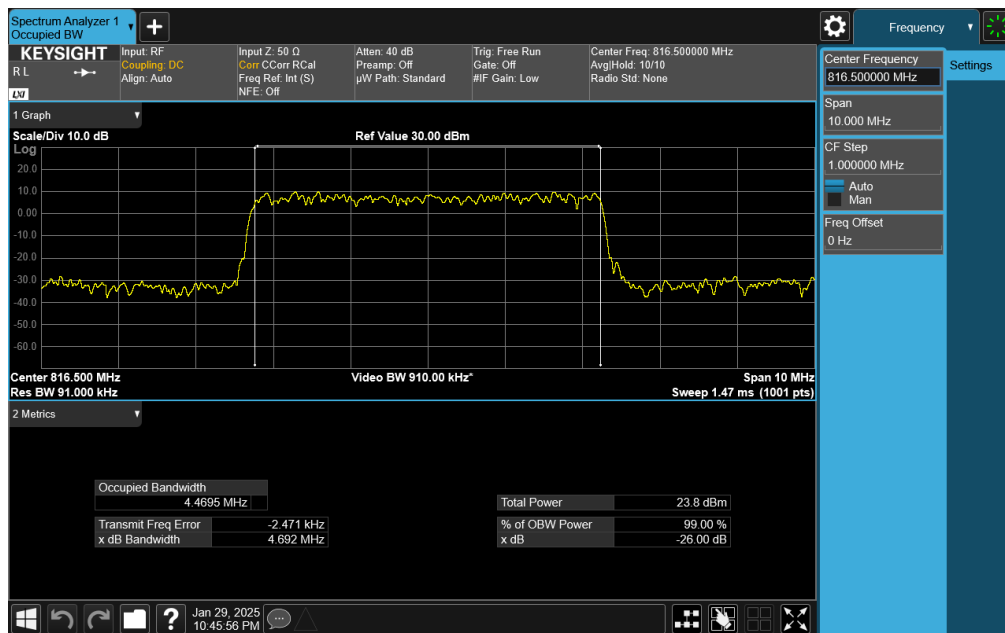 Spectrum Analyzer 1
Occupied BW
Frequency
KEYSIGHT
R L
LXI
Input: RF
Coupling: DC
Align: Auto
Input Z: 50 Ω
Corr CCorr RCal
Freq Ref: Int (S)
NFE: Off
Atten: 40 dB
Preamp: Off
µW Path: Standard
Trig: Free Run
Gate: Off
#IF Gain: Low
Center Freq: 816.500000 MHz
Avg|Hold: 10/10
Radio Std: None
Center Frequency
816.500000 MHz
Settings
Span
10.000 MHz
CF Step
1.000000 MHz
Auto
Man
Freq Offset
0 Hz
1 Graph
Scale/Div 10.0 dB
Ref Value 30.00 dBm
Log
20.0
10.0
0.00
-10.0
-20.0
-30.0
-40.0
-50.0
-60.0
Center 816.500 MHz
Video BW 910.00 kHz*
Span 10 MHz
Res BW 91.000 kHz
Sweep 1.47 ms (1001 pts)
2 Metrics
Occupied Bandwidth
4.4695 MHz
Total Power 23.8 dBm
Transmit Freq Error -2.471 kHz
% of OBW Power 99.00 %
x dB Bandwidth 4.692 MHz
x dB -26.00 dB
?
Jan 29, 2025
10:45:56 PM